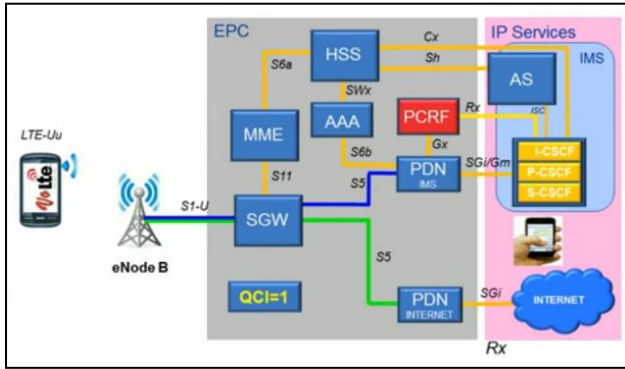 EPC
IP Services
IMS
Cx
Sh
HSS
AS
S6a
SWx
ISC
LTE-Uu
MME
AAA
PCRF
Rx
I-CSCF
P-CSCF
S-CSCF
S6b
Gx
VoLte
S11
S5
PDN
IMS
SGi/Gm
S1-U
SGW
eNode B
S5
QCI=1
PDN
INTERNET
SGi
INTERNET
Rx